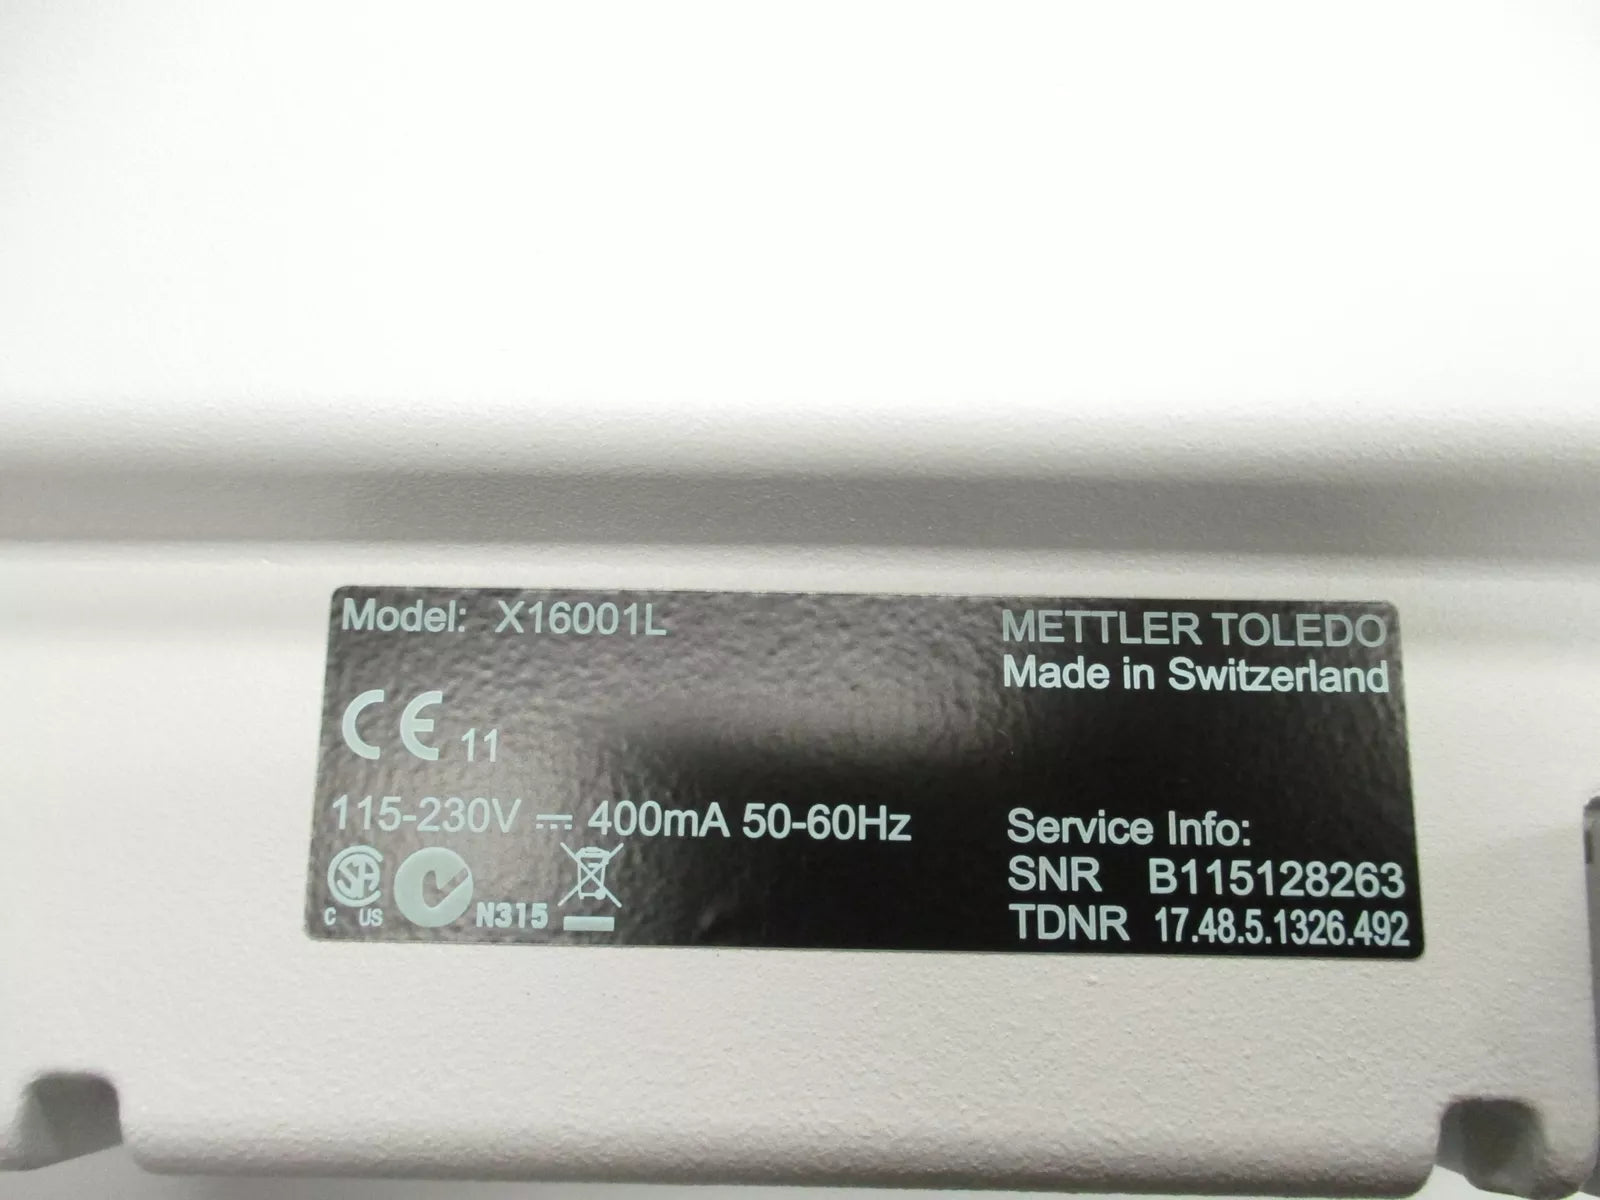 Model: X16001L
METTLER TOLEDO
Made in Switzerland
CE 11
115-230V ⎓ 400mA 50-60Hz
Service Info:
SNR B115128263
TDNR 17.48.5.1326.492
SA
C US
N315